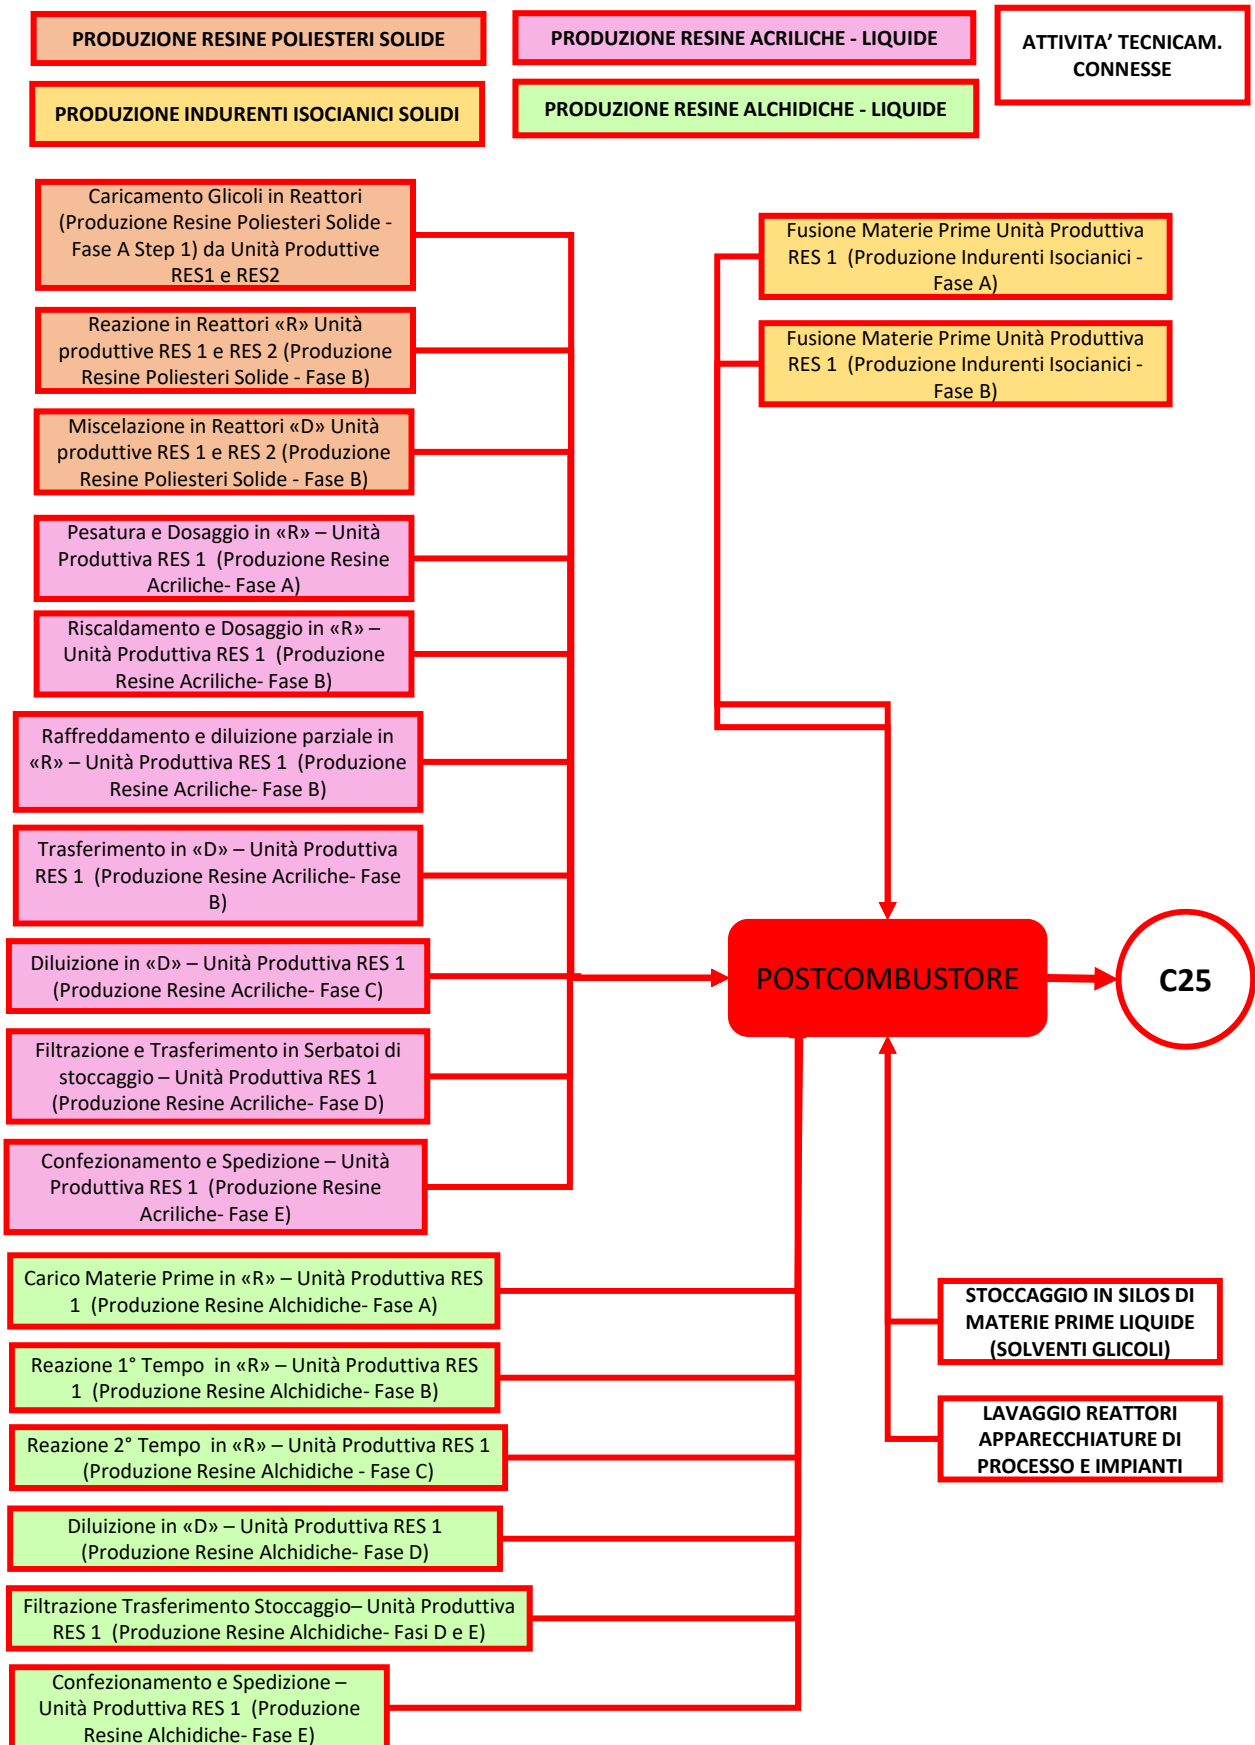 PRODUZIONE RESINE POLIESTERI SOLIDE
PRODUZIONE RESINE ACRILICHE - LIQUIDE
ATTIVITA' TECNICAM.
CONNESSE
PRODUZIONE INDURENTI ISOCIANICI SOLIDI
PRODUZIONE RESINE ALCHIDICHE - LIQUIDE
Caricamento Glicoli in Reattori
(Produzione Resine Poliesteri Solide -
Fase A Step 1) da Unità Produttive
RES1 e RES2
Reazione in Reattori «R» Unità
produttive RES 1 e RES 2 (Produzione
Resine Poliesteri Solide - Fase B)
Miscelazione in Reattori «D» Unità
produttive RES 1 e RES 2 (Produzione
Resine Poliesteri Solide - Fase B)
Pesatura e Dosaggio in «R» – Unità
Produttiva RES 1 (Produzione Resine
Acriliche- Fase A)
Riscaldamento e Dosaggio in «R» –
Unità Produttiva RES 1 (Produzione
Resine Acriliche- Fase B)
Raffreddamento e diluizione parziale in
«R» – Unità Produttiva RES 1 (Produzione
Resine Acriliche- Fase B)
Trasferimento in «D» – Unità Produttiva
RES 1 (Produzione Resine Acriliche- Fase
B)
Diluizione in «D» – Unità Produttiva RES 1
(Produzione Resine Acriliche- Fase C)
Filtrazione e Trasferimento in Serbatoi di
stoccaggio – Unità Produttiva RES 1
(Produzione Resine Acriliche- Fase D)
Confezionamento e Spedizione – Unità
Produttiva RES 1 (Produzione Resine
Acriliche- Fase E)
Carico Materie Prime in «R» – Unità Produttiva RES
1 (Produzione Resine Alchidiche- Fase A)
Reazione 1° Tempo in «R» – Unità Produttiva RES
1 (Produzione Resine Alchidiche- Fase B)
Reazione 2° Tempo in «R» – Unità Produttiva RES 1
(Produzione Resine Alchidiche - Fase C)
Diluizione in «D» – Unità Produttiva RES 1
(Produzione Resine Alchidiche- Fase D)
Filtrazione Trasferimento Stoccaggio– Unità Produttiva
RES 1 (Produzione Resine Alchidiche- Fasi D e E)
Confezionamento e Spedizione –
Unità Produttiva RES 1 (Produzione
Resine Alchidiche- Fase E)
Fusione Materie Prime Unità Produttiva
RES 1 (Produzione Indurenti Isocianici -
Fase A)
Fusione Materie Prime Unità Produttiva
RES 1 (Produzione Indurenti Isocianici -
Fase B)
POSTCOMBUSTORE
C25
STOCCAGGIO IN SILOS DI
MATERIE PRIME LIQUIDE
(SOLVENTI GLICOLI)
LAVAGGIO REATTORI
APPARECCHIATURE DI
PROCESSO E IMPIANTI